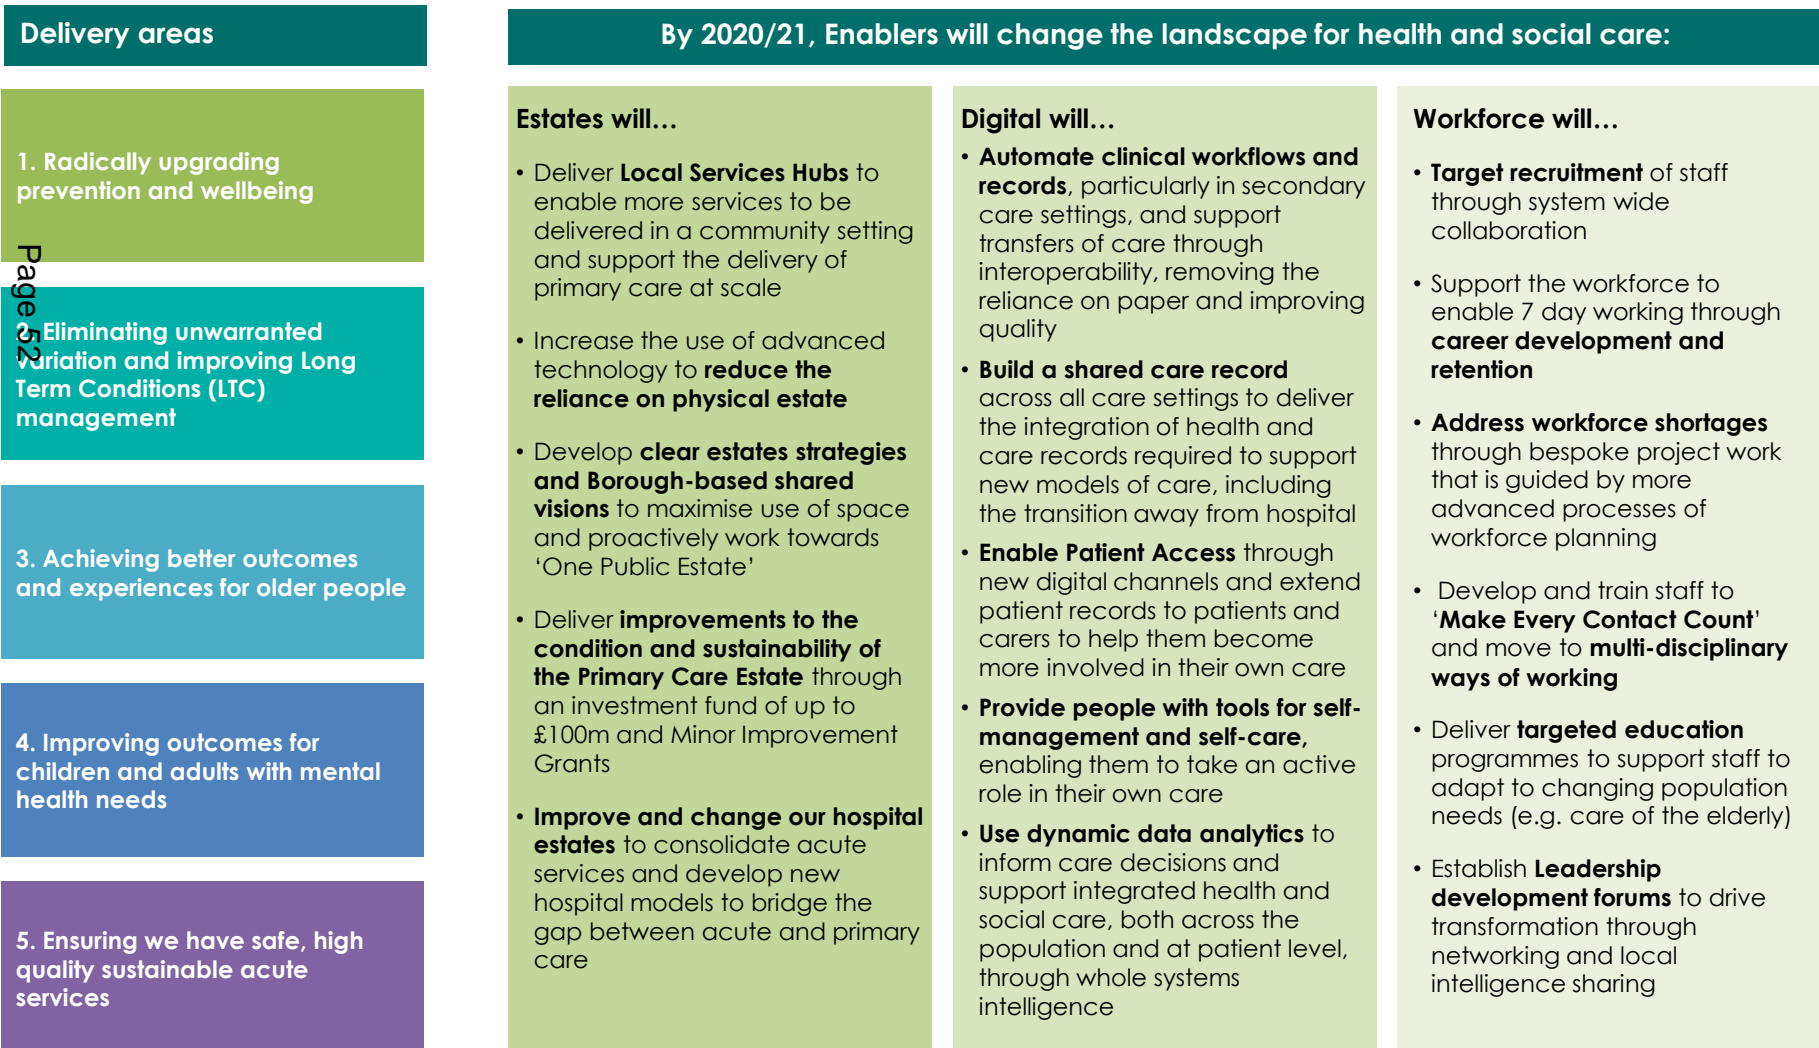 Delivery areas
1. Radically upgrading
prevention and wellbeing
2. Eliminating unwarranted
variation and improving Long
Term Conditions (LTC)
management
3. Achieving better outcomes
and experiences for older people
4. Improving outcomes for
children and adults with mental
health needs
5. Ensuring we have safe, high
quality sustainable acute
services
Page 52
By 2020/21, Enablers will change the landscape for health and social care:
Estates will…
• Deliver Local Services Hubs to
enable more services to be
delivered in a community setting
and support the delivery of
primary care at scale
• Increase the use of advanced
technology to reduce the
reliance on physical estate
• Develop clear estates strategies
and Borough-based shared
visions to maximise use of space
and proactively work towards
‘One Public Estate’
• Deliver improvements to the
condition and sustainability of
the Primary Care Estate through
an investment fund of up to
£100m and Minor Improvement
Grants
• Improve and change our hospital
estates to consolidate acute
services and develop new
hospital models to bridge the
gap between acute and primary
care
Digital will…
• Automate clinical workflows and
records, particularly in secondary
care settings, and support
transfers of care through
interoperability, removing the
reliance on paper and improving
quality
• Build a shared care record
across all care settings to deliver
the integration of health and
care records required to support
new models of care, including
the transition away from hospital
• Enable Patient Access through
new digital channels and extend
patient records to patients and
carers to help them become
more involved in their own care
• Provide people with tools for self-
management and self-care,
enabling them to take an active
role in their own care
• Use dynamic data analytics to
inform care decisions and
support integrated health and
social care, both across the
population and at patient level,
through whole systems
intelligence
Workforce will…
• Target recruitment of staff
through system wide
collaboration
• Support the workforce to
enable 7 day working through
career development and
retention
• Address workforce shortages
through bespoke project work
that is guided by more
advanced processes of
workforce planning
• Develop and train staff to
‘Make Every Contact Count’
and move to multi-disciplinary
ways of working
• Deliver targeted education
programmes to support staff to
adapt to changing population
needs (e.g. care of the elderly)
• Establish Leadership
development forums to drive
transformation through
networking and local
intelligence sharing